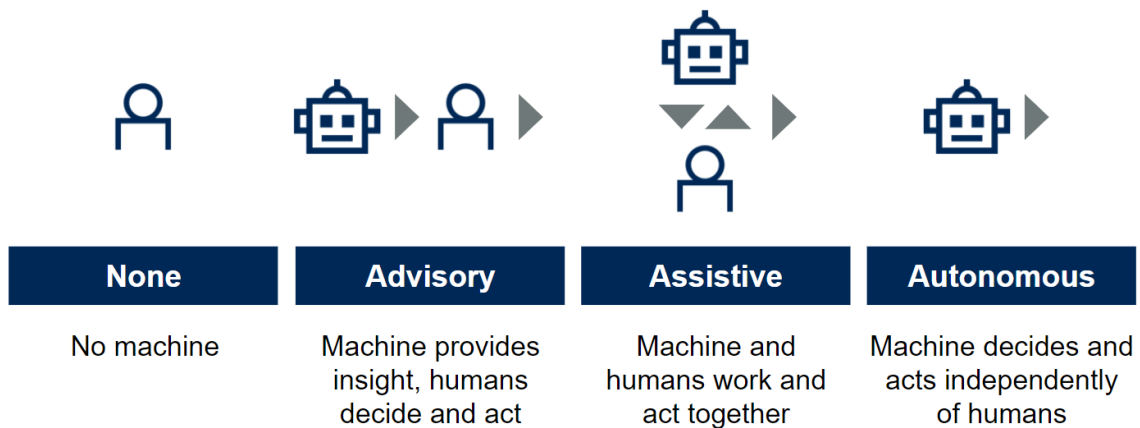 None
No machine
Advisory
Machine provides
insight, humans
decide and act
Assistive
Machine and
humans work and
act together
Autonomous
Machine decides and
acts independently
of humans